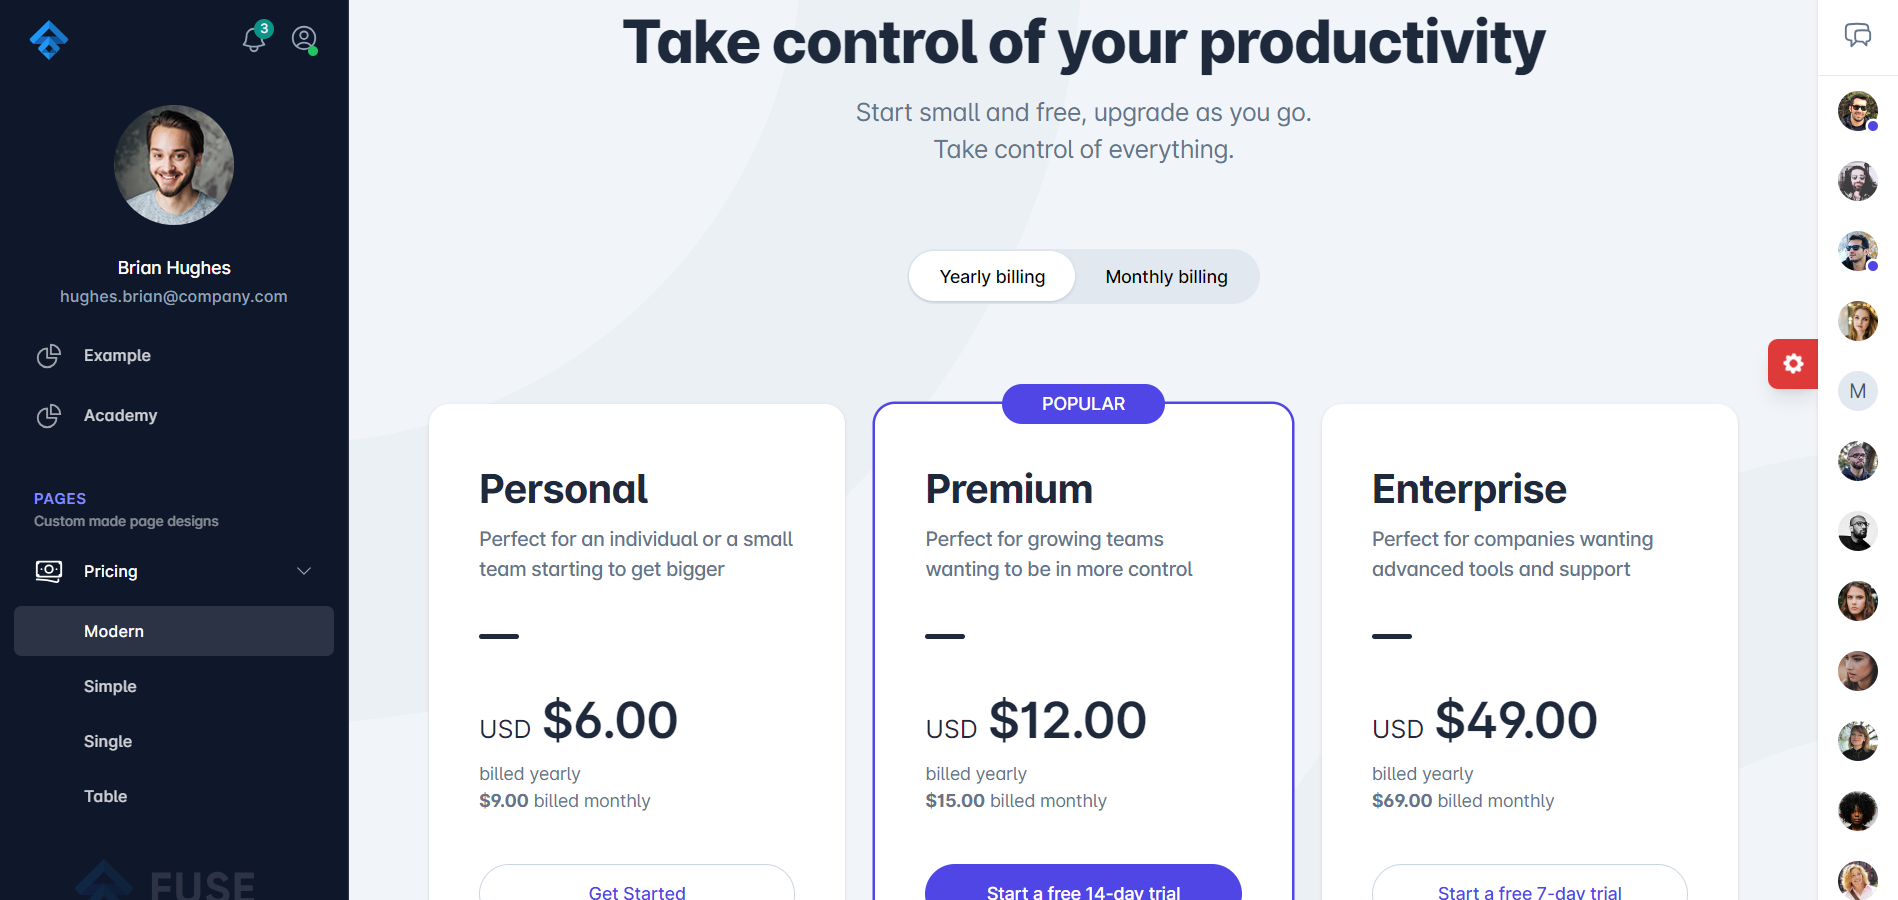 3
Brian Hughes
hughes.brian@company.com
Example
Academy
PAGES
Custom made page designs
Pricing
Modern
Simple
Single
Table
FUSE
Take control of your productivity
Start small and free, upgrade as you go.
Take control of everything.
Yearly billing
Monthly billing
Personal
Perfect for an individual or a small
team starting to get bigger
USD $6.00
billed yearly
$9.00 billed monthly
Get Started
POPULAR
Premium
Perfect for growing teams
wanting to be in more control
USD $12.00
billed yearly
$15.00 billed monthly
Start a free 14-day trial
Enterprise
Perfect for companies wanting
advanced tools and support
USD $49.00
billed yearly
$69.00 billed monthly
Start a free 7-day trial
M